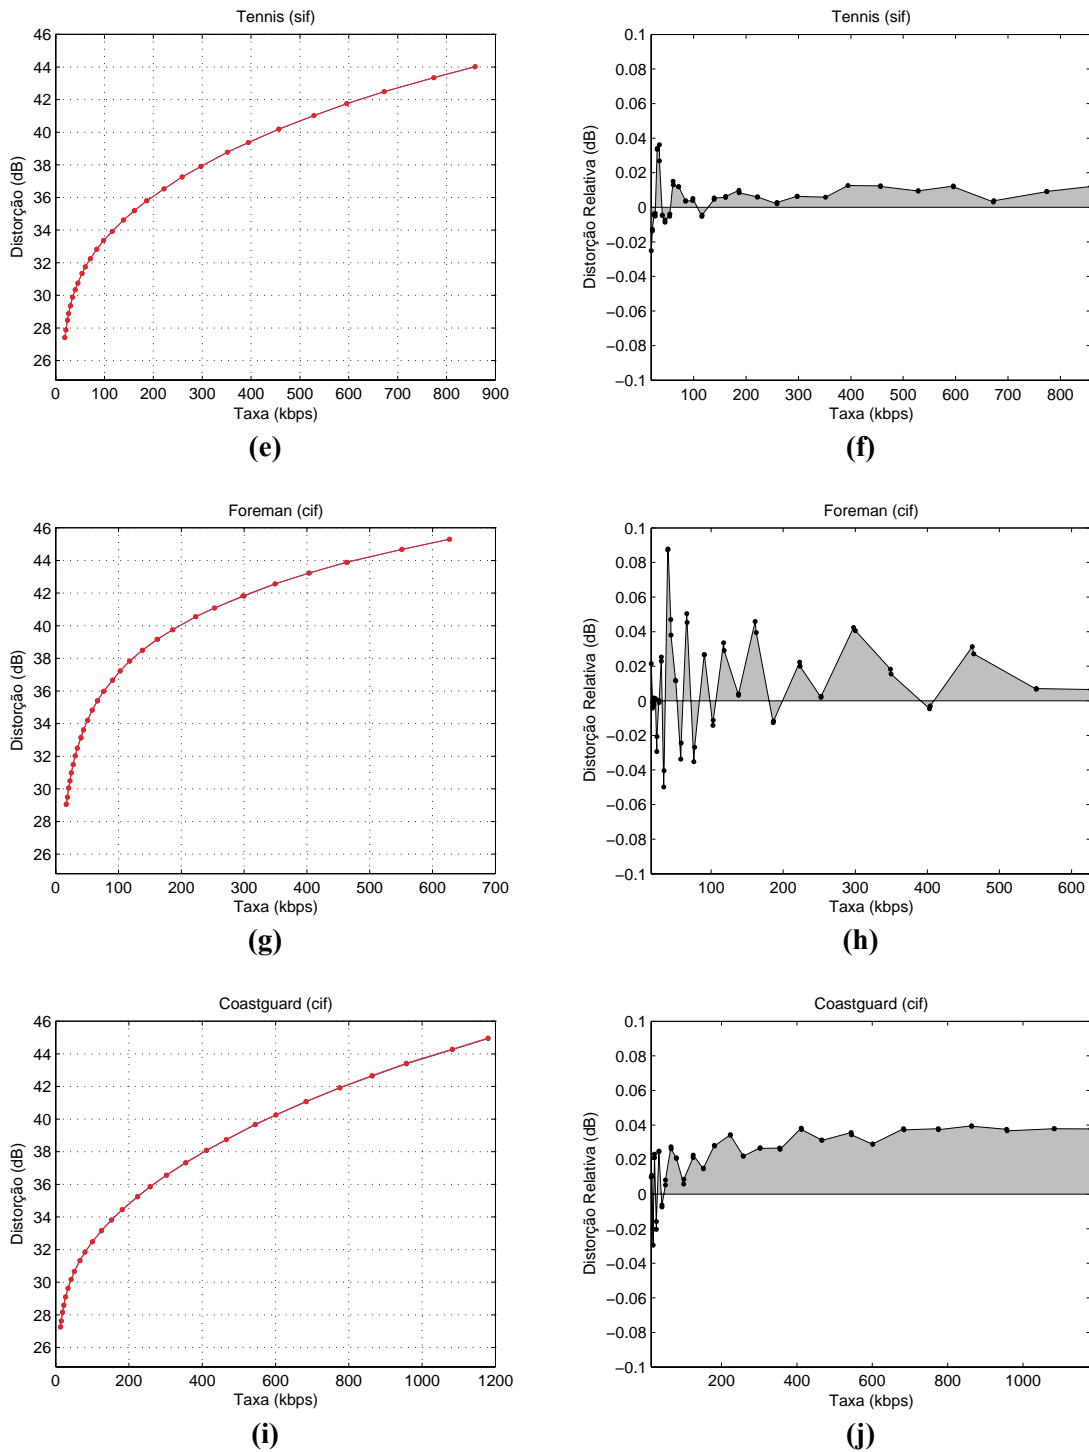 Tennis (sif)
46
44
42
40
38
36
34
32
30
28
26
Distorção (dB)
0 100 200 300 400 500 600 700 800 900
Taxa (kbps)
(e)
Tennis (sif)
0.1
0.08
0.06
0.04
0.02
0
−0.02
−0.04
−0.06
−0.08
−0.1
Distorção Relativa (dB)
100 200 300 400 500 600 700 800
Taxa (kbps)
(f)
Foreman (cif)
46
44
42
40
38
36
34
32
30
28
26
Distorção (dB)
0 100 200 300 400 500 600 700
Taxa (kbps)
(g)
Foreman (cif)
0.1
0.08
0.06
0.04
0.02
0
−0.02
−0.04
−0.06
−0.08
−0.1
Distorção Relativa (dB)
100 200 300 400 500 600
Taxa (kbps)
(h)
Coastguard (cif)
46
44
42
40
38
36
34
32
30
28
26
Distorção (dB)
0 200 400 600 800 1000 1200
Taxa (kbps)
(i)
Coastguard (cif)
0.1
0.08
0.06
0.04
0.02
0
−0.02
−0.04
−0.06
−0.08
−0.1
Distorção Relativa (dB)
200 400 600 800 1000
Taxa (kbps)
(j)